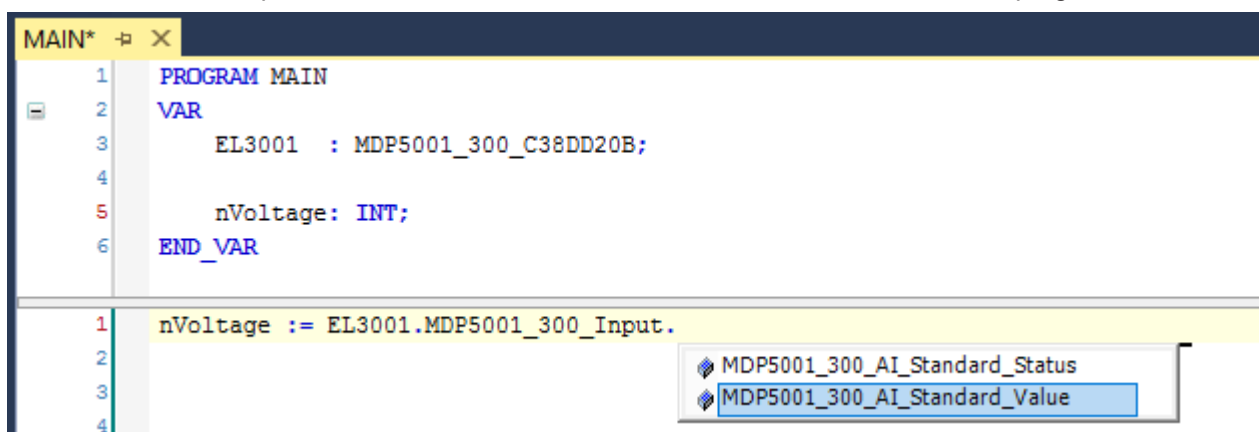 MAIN*
1 PROGRAM MAIN
2 VAR
3 EL3001 : MDP5001_300_C38DD20B;
4
5 nVoltage: INT;
6 END_VAR
1 nVoltage := EL3001.MDP5001_300_Input.
2 MDP5001_300_AI_Standard_Status
3 MDP5001_300_AI_Standard_Value
4